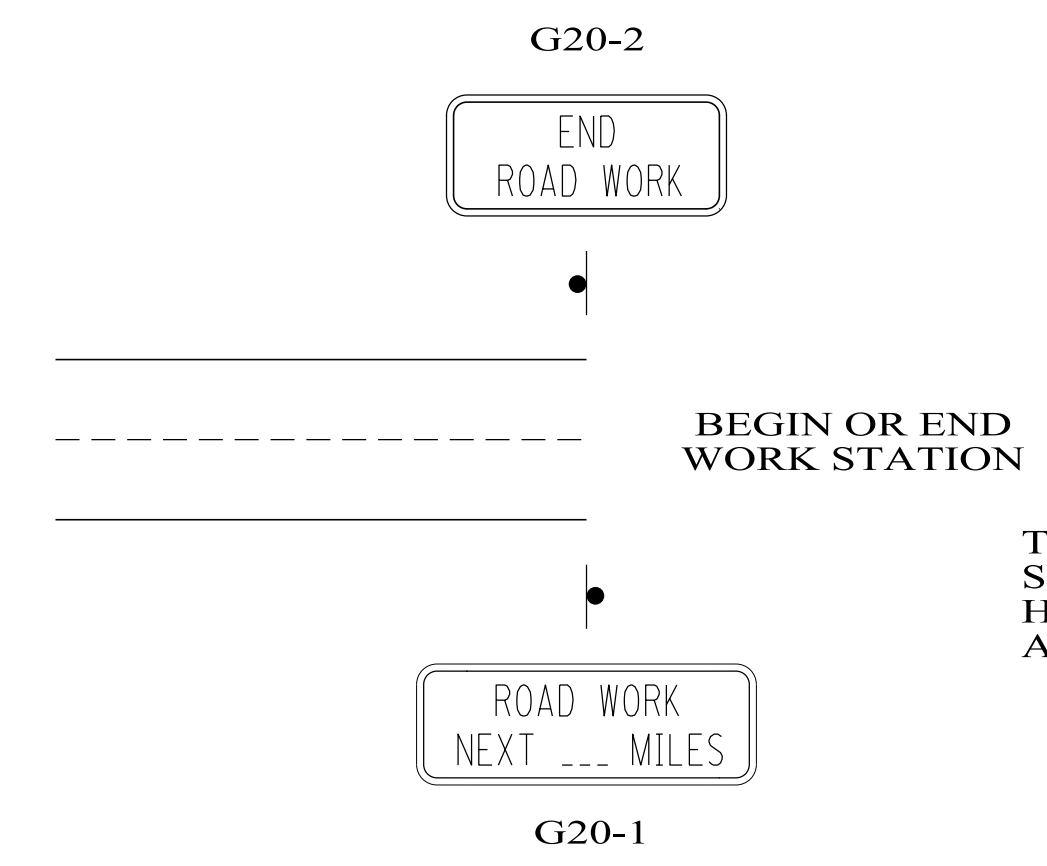 G20-2
END
ROAD WORK
BEGIN OR END
WORK STATION
ROAD WORK
NEXT ___ MILES
G20-1